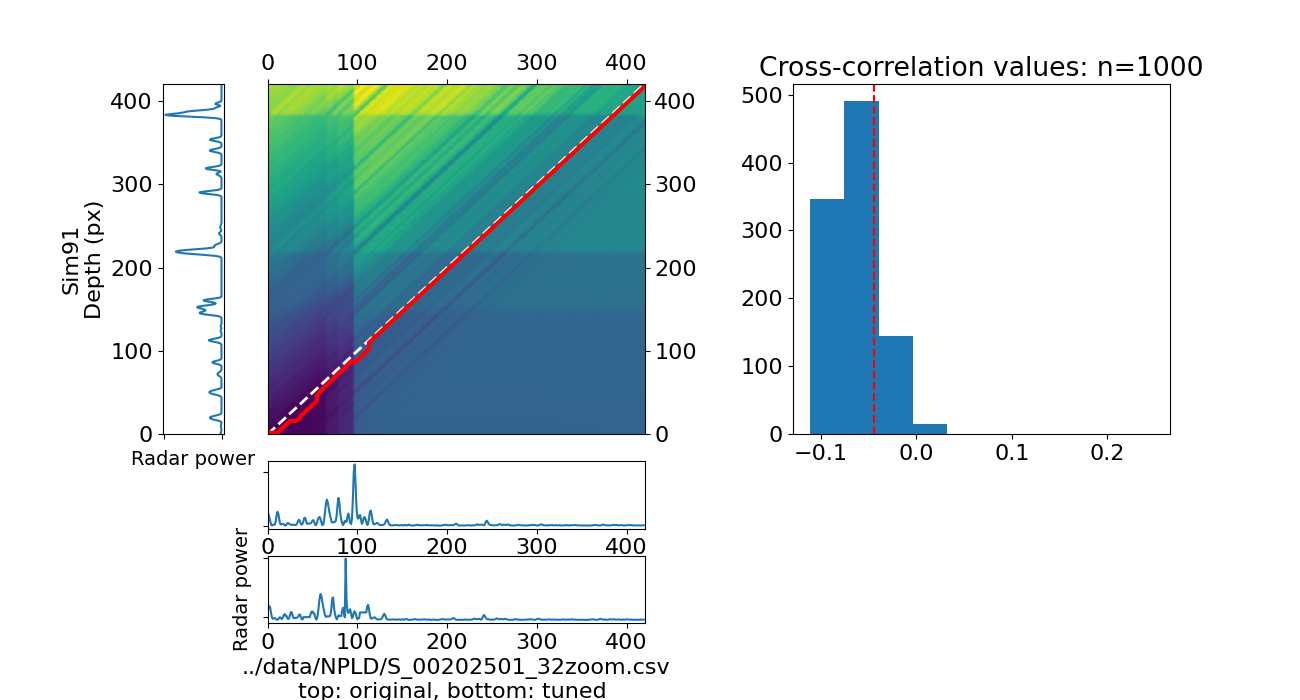 0 100 200 300 400
Cross-correlation values: n=1000
400
300
200
100
0
Sim91
Depth (px)
Radar power
400
300
200
100
0
500
400
300
200
100
0
−0.1 0.0 0.1 0.2
0 100 200 300 400
Radar power
0 100 200 300 400
../data/NPLD/S_00202501_32zoom.csv
top: original, bottom: tuned